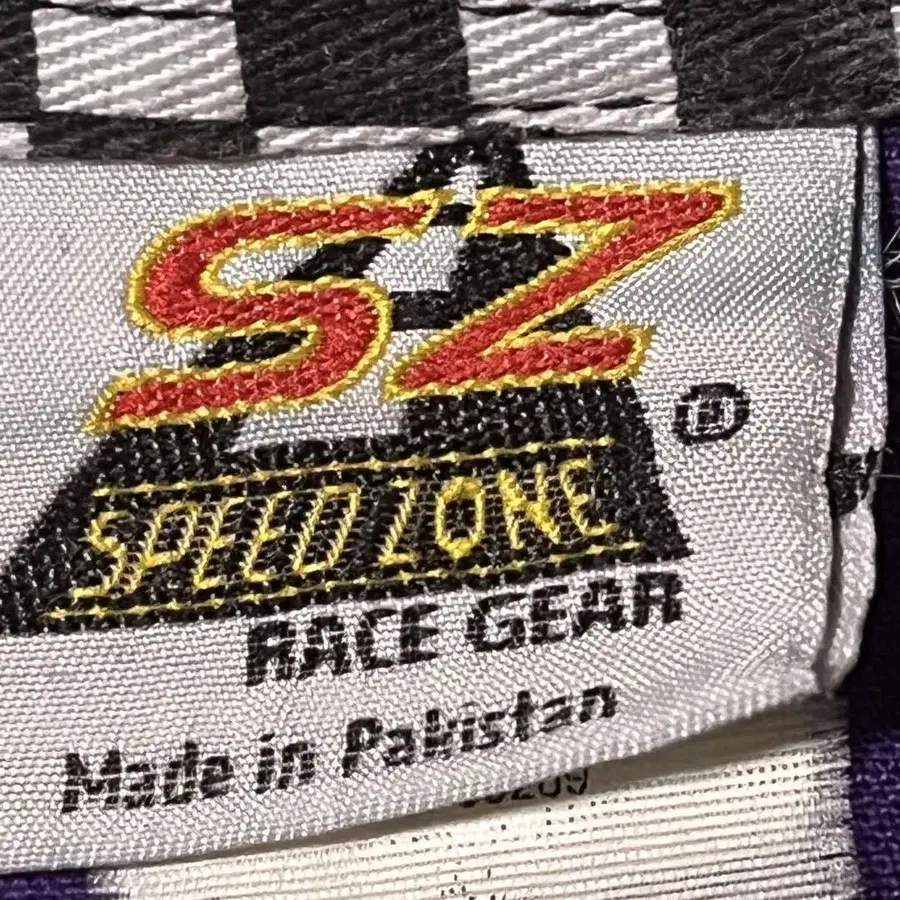 SZ
®
SPEED ZONE
RACE GEAR
Made in Pakistan